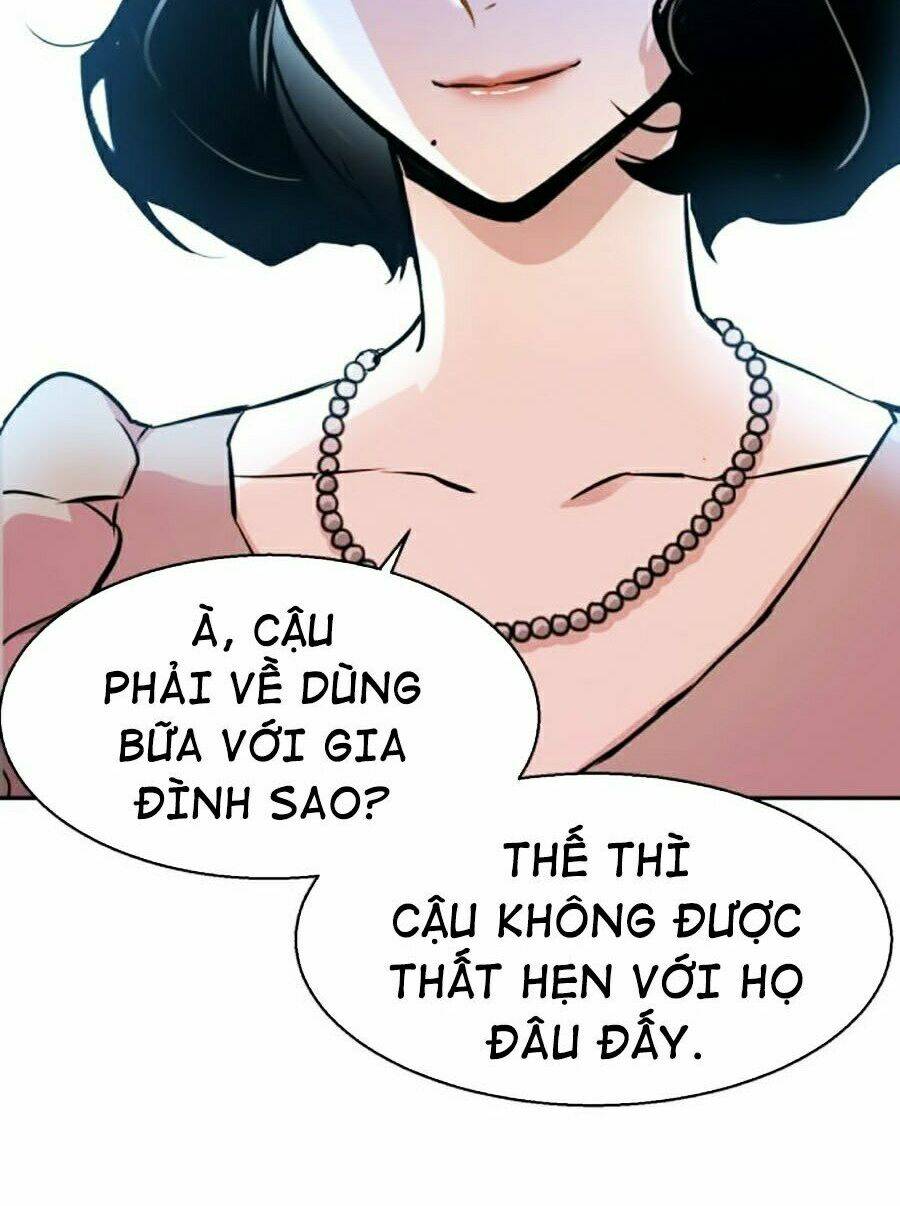 À, CẬU
PHẢI VỀ DÙNG
BỮA VỚI GIA
ĐÌNH SAO?
THẾ THÌ
CẬU KHÔNG ĐƯỢC
THẤT HẸN VỚI HỌ
ĐÂU ĐẤY.